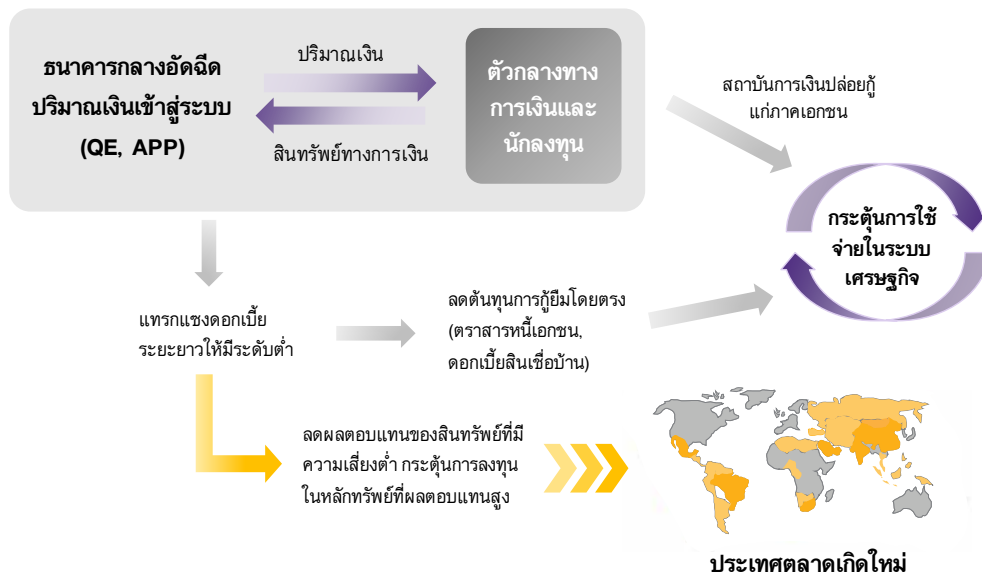 ธนาคารกลางอัดฉีด
ปริมาณเงินเข้าสู่ระบบ
(QE, APP)
ปริมาณเงิน
สินทรัพย์ทางการเงิน
ตัวกลางทาง
การเงินและ
นักลงทุน
สถาบันการเงินปล่อยกู้
แก่ภาคเอกชน
กระตุ้นการใช้
จ่ายในระบบ
เศรษฐกิจ
แทรกแซงดอกเบี้ย
ระยะยาวให้มีระดับต่ำ
ลดต้นทุนการกู้ยืมโดยตรง
(ตราสารหนี้เอกชน,
ดอกเบี้ยสินเชื่อบ้าน)
ลดผลตอบแทนของสินทรัพย์ที่มี
ความเสี่ยงต่ำ กระตุ้นการลงทุน
ในหลักทรัพย์ที่ผลตอบแทนสูง
ประเทศตลาดเกิดใหม่